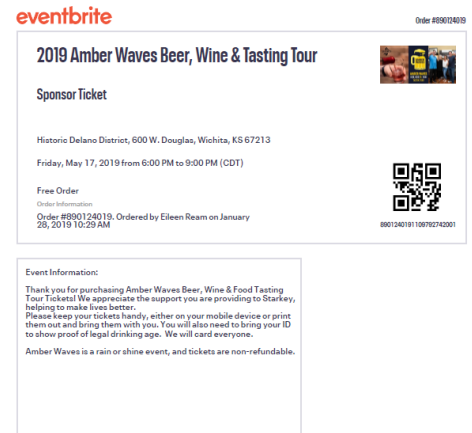 eventbrite
Order #890124019
2019 Amber Waves Beer, Wine & Tasting Tour
Sponsor Ticket
Historic Delano District, 600 W. Douglas, Wichita, KS 67213
Friday, May 17, 2019 from 6:00 PM to 9:00 PM (CDT)
Free Order
Order Information
Order #890124019. Ordered by Eileen Ream on January
28, 2019 10:29 AM
8901240191109792742001
Event Information:
Thank you for purchasing Amber Waves Beer, Wine & Food Tasting
Tour Tickets! We appreciate the support you are providing to Starkey,
helping to make lives better.
Please keep your tickets handy, either on your mobile device or print
them out and bring them with you. You will also need to bring your ID
to show proof of legal drinking age. We will card everyone.
Amber Waves is a rain or shine event, and tickets are non-refundable.